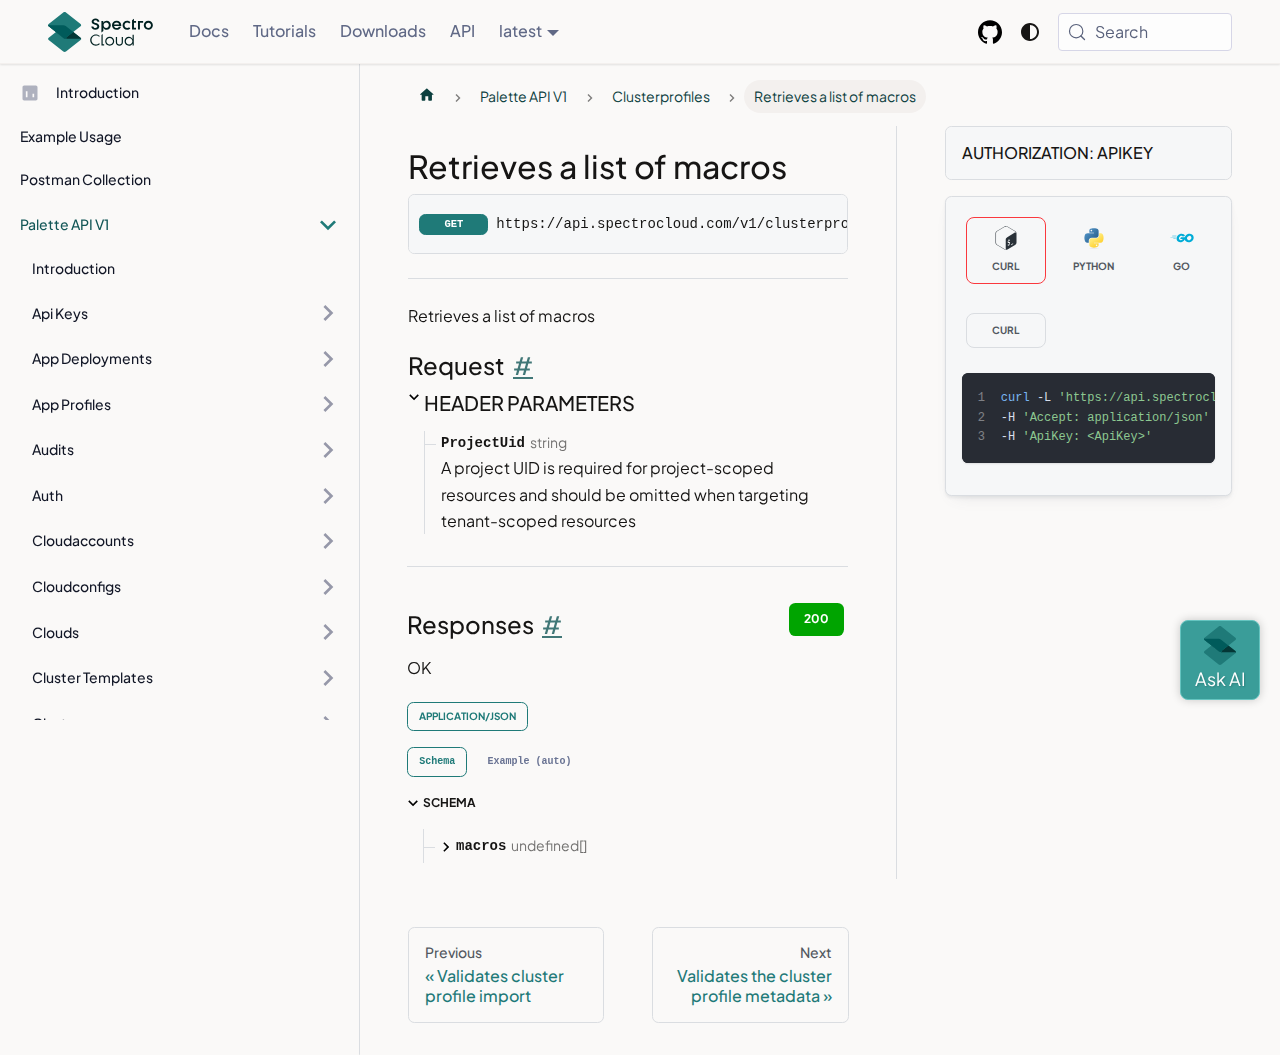 Spectro
Cloud
Docs
Tutorials
Downloads
API
latest
Search
Introduction
Example Usage
Postman Collection
Palette API V1
Introduction
Api Keys
App Deployments
App Profiles
Audits
Auth
Cloudaccounts
Cloudconfigs
Clouds
Cluster Templates
Palette API V1
Clusterprofiles
Retrieves a list of macros
Retrieves a list of macros
GET
https://api.spectrocloud.com/v1/clusterpro
Retrieves a list of macros
Request #
HEADER PARAMETERS
ProjectUid string
A project UID is required for project-scoped
resources and should be omitted when targeting
tenant-scoped resources
Responses #
200
OK
APPLICATION/JSON
Schema
Example (auto)
SCHEMA
macros undefined[]
Previous
« Validates cluster
profile import
Next
Validates the cluster
profile metadata »
AUTHORIZATION: APIKEY
CURL
PYTHON
GO
CURL
1 curl -L 'https://api.spectrocl
2 -H 'Accept: application/json'
3 -H 'ApiKey: <ApiKey>'
Ask AI